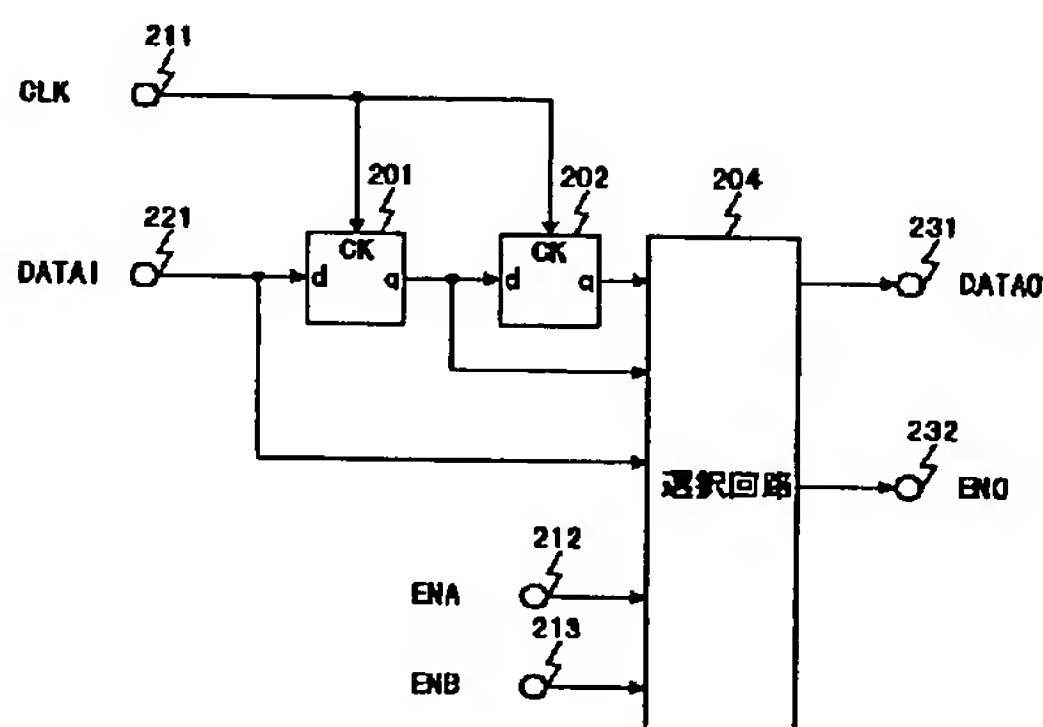 211
CLK
201
202
204
221
231
CK
CK
DATAI
d
q
d
q
DATAO
232
選択回路
ENO
212
ENA
213
ENB